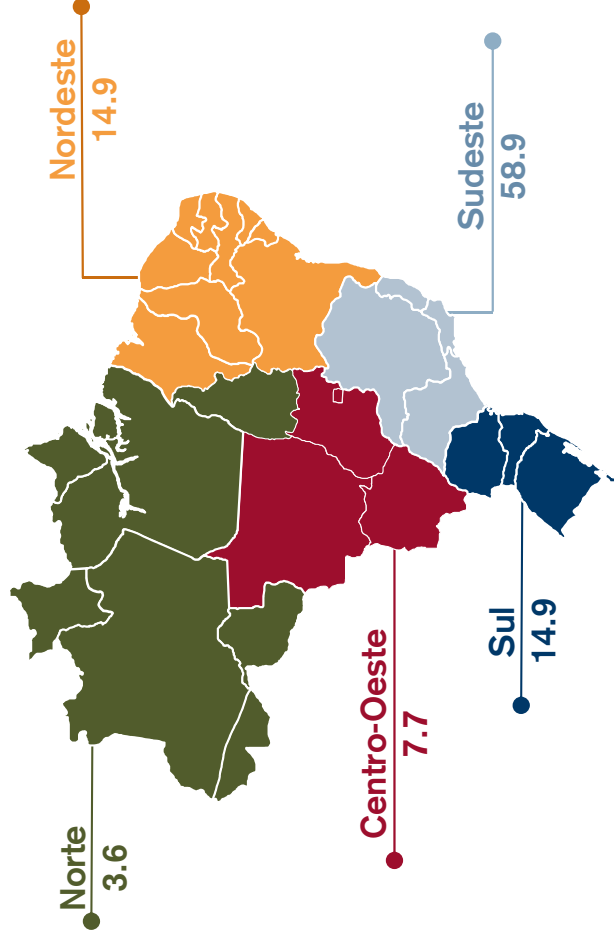 Norte
3.6
Nordeste
14.9
Centro-Oeste
7.7
Sudeste
58.9
Sul
14.9